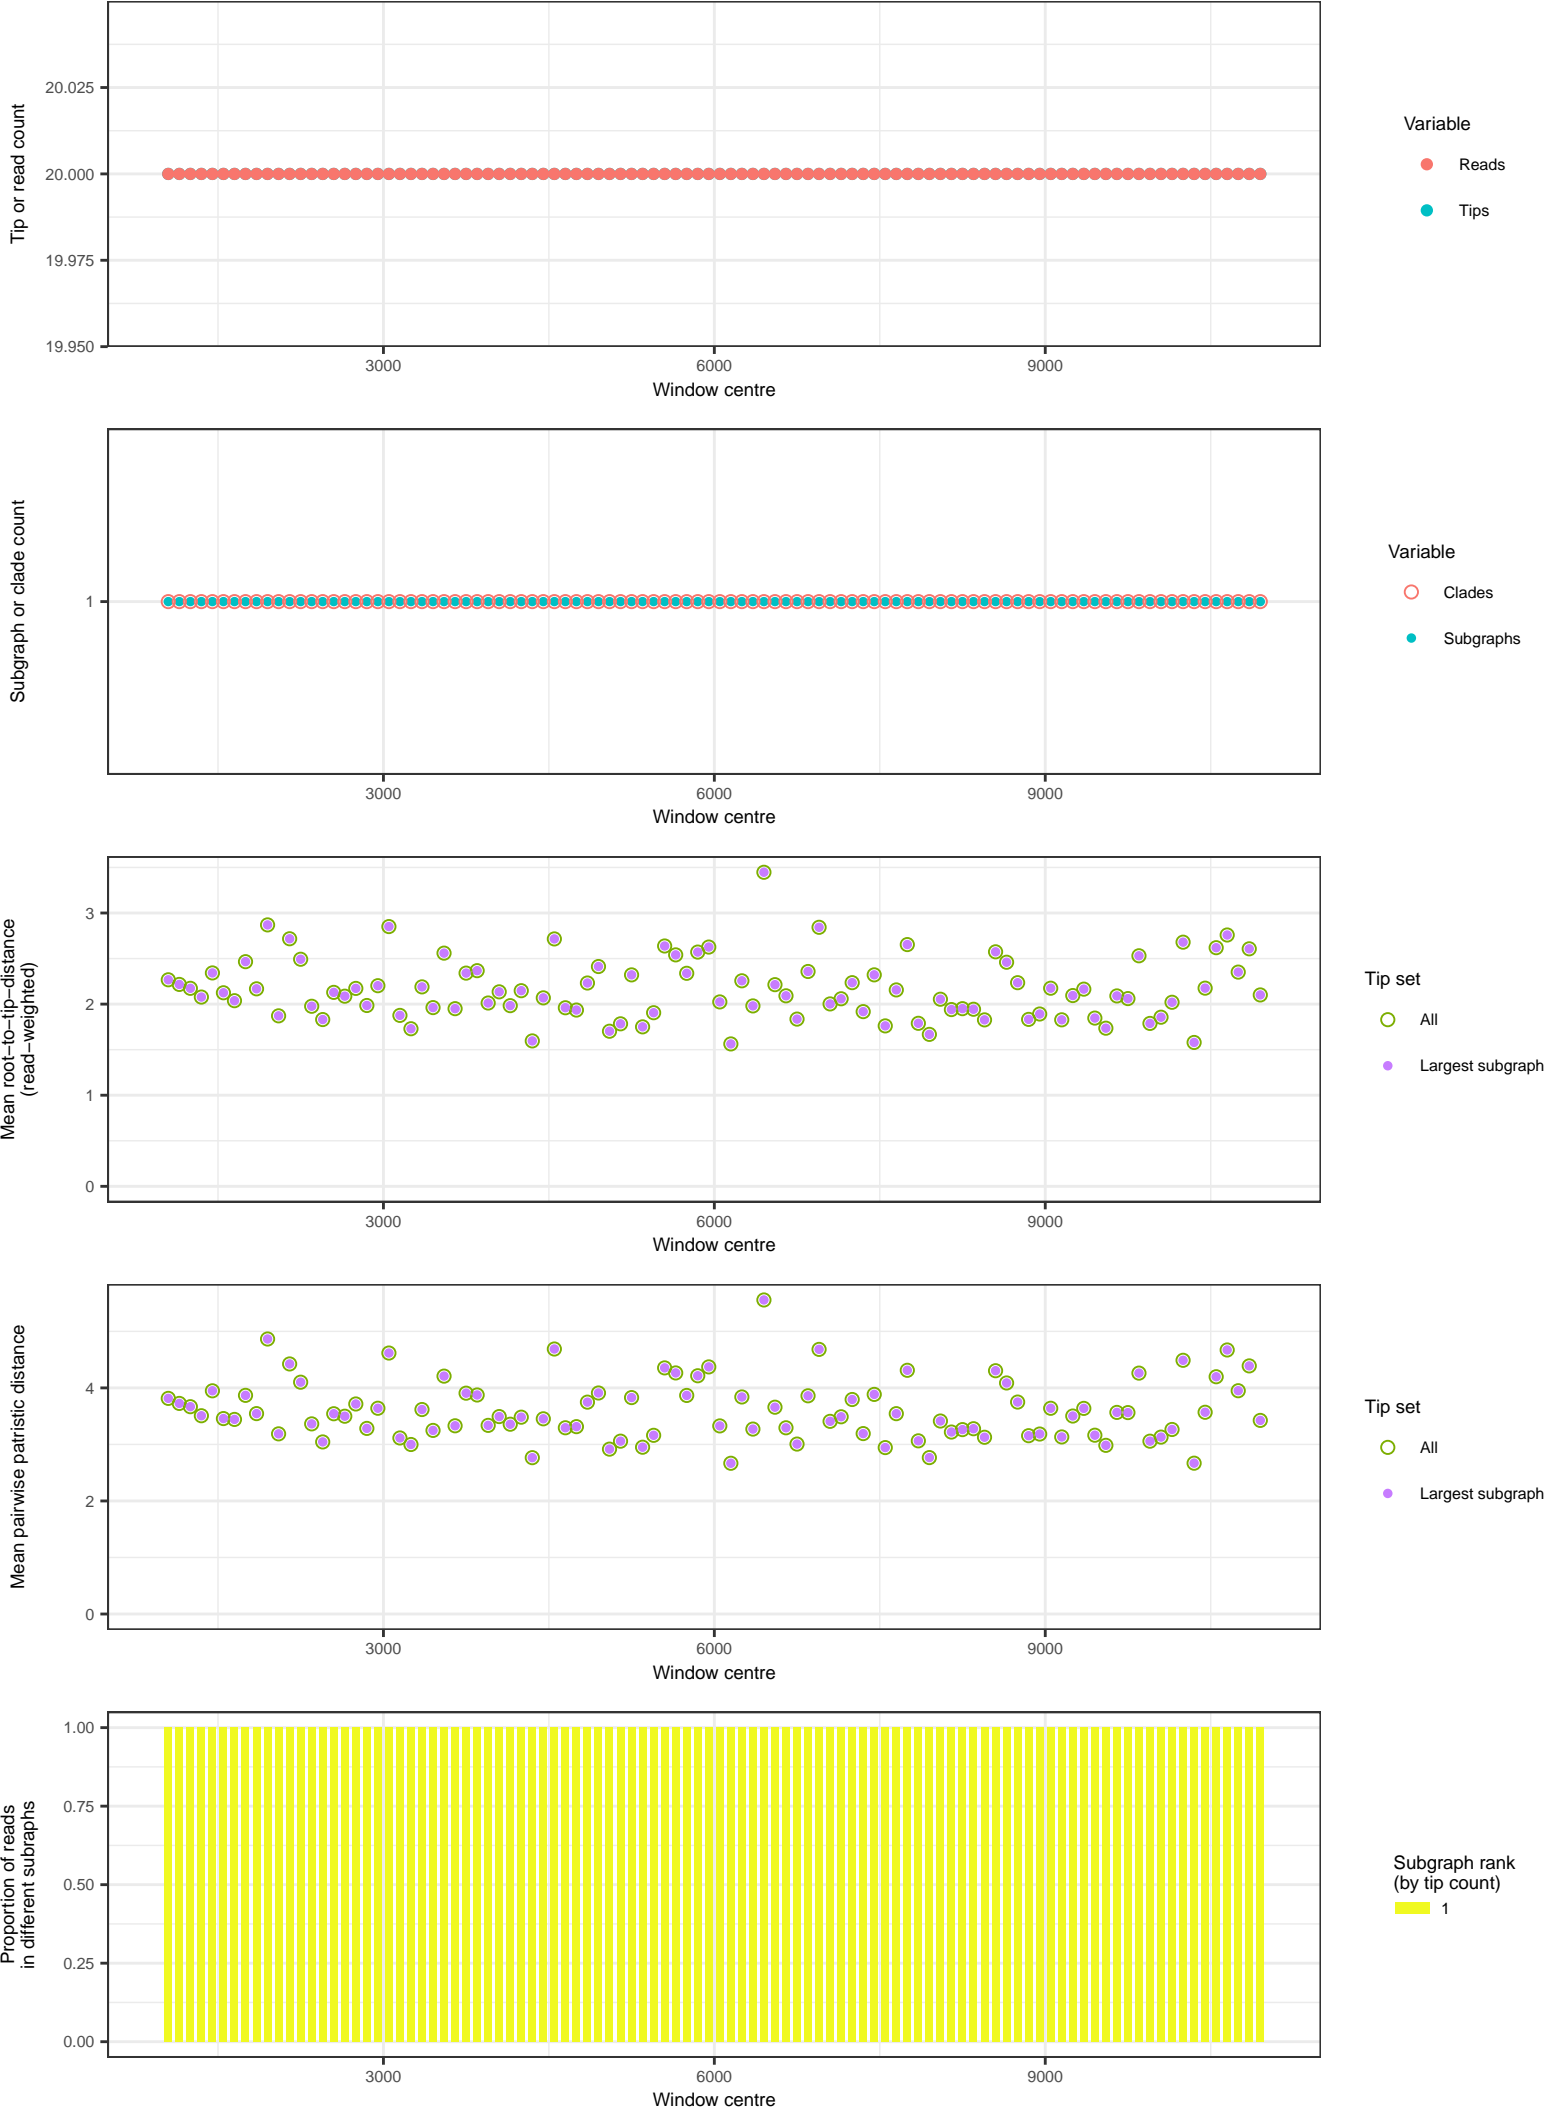 Tip or read count
20.025
20.000
19.975
19.950
3000 6000 9000
Window centre
Variable
Reads
Tips
Subgraph or clade count
1
3000 6000 9000
Window centre
Variable
Clades
Subgraphs
Mean root−to−tip−distance
(read−weighted)
3
2
1
0
3000 6000 9000
Window centre
Tip set
All
Largest subgraph
Mean pairwise patristic distance
4
2
0
3000 6000 9000
Window centre
Tip set
All
Largest subgraph
Proportion of reads
in different subraphs
1.00
0.75
0.50
0.25
0.00
3000 6000 9000
Window centre
Subgraph rank
(by tip count)
1